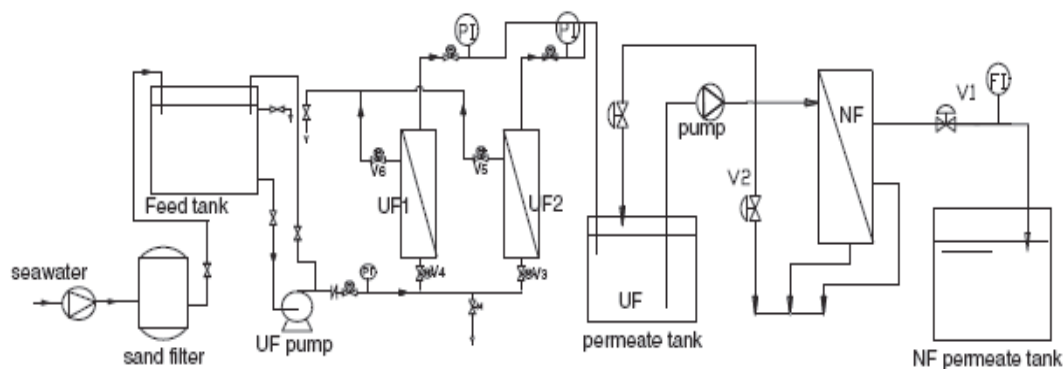 PI
PI
V1
FI
NF
pump
V6
V5
V2
Feed tank
UF1
UF2
seawater
PI
V4
V3
UF
UF pump
permeate tank
sand filter
NF permeate tank